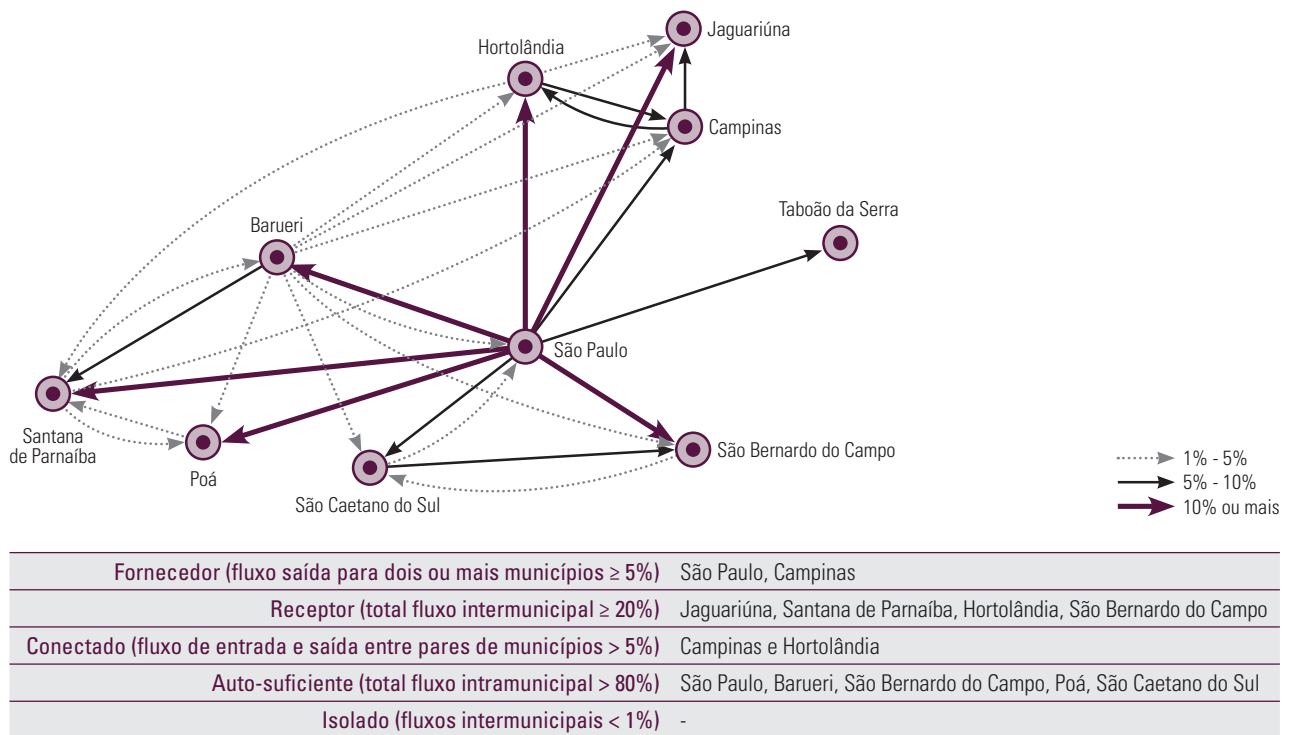 Jaguariúna
Hortolândia
Campinas
Taboão da Serra
Barueri
São Paulo
Santana
de Parnaíba
Poá
São Caetano do Sul
São Bernardo do Campo
1% - 5%
5% - 10%
10% ou mais
Fornecedor (fluxo saída para dois ou mais municípios ≥ 5%) São Paulo, Campinas
Receptor (total fluxo intermunicipal ≥ 20%) Jaguariúna, Santana de Parnaíba, Hortolândia, São Bernardo do Campo
Conectado (fluxo de entrada e saída entre pares de municípios > 5%) Campinas e Hortolândia
Auto-suficiente (total fluxo intramunicipal > 80%) São Paulo, Barueri, São Bernardo do Campo, Poá, São Caetano do Sul
Isolado (fluxos intermunicipais < 1%) -